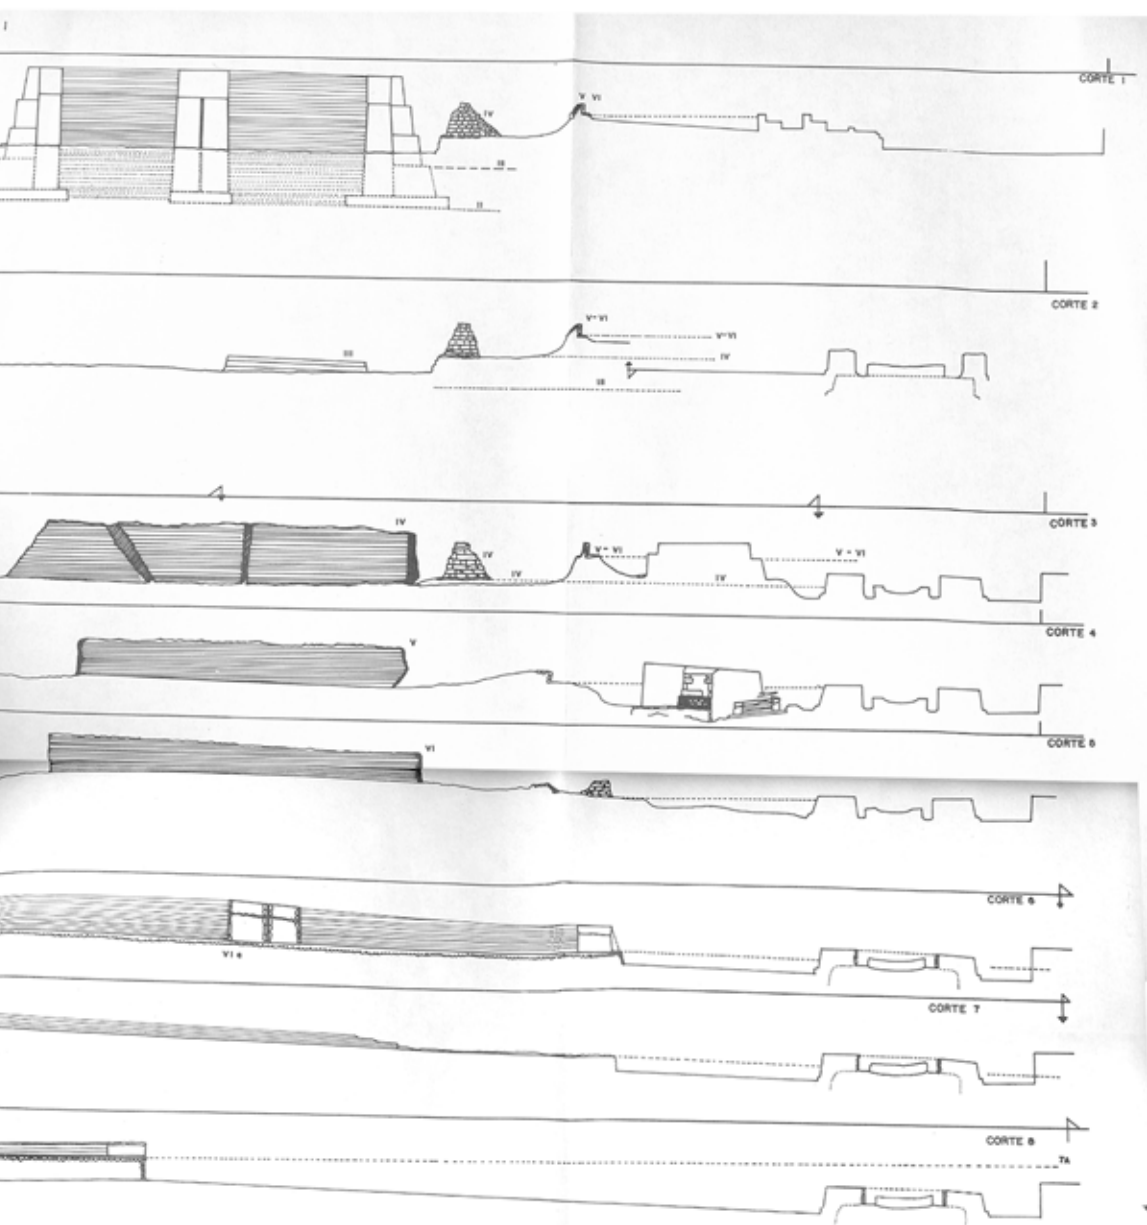 I
CORTE 1
V VI
IV
III
II
CORTE 2
V-VI
V-VI
IV
III
III
CORTE 3
IV
V - VI
V - VI
IV
IV
IV
CORTE 4
V
CORTE 5
VI
CORTE 6
VI e
CORTE 7
CORTE 8
7A